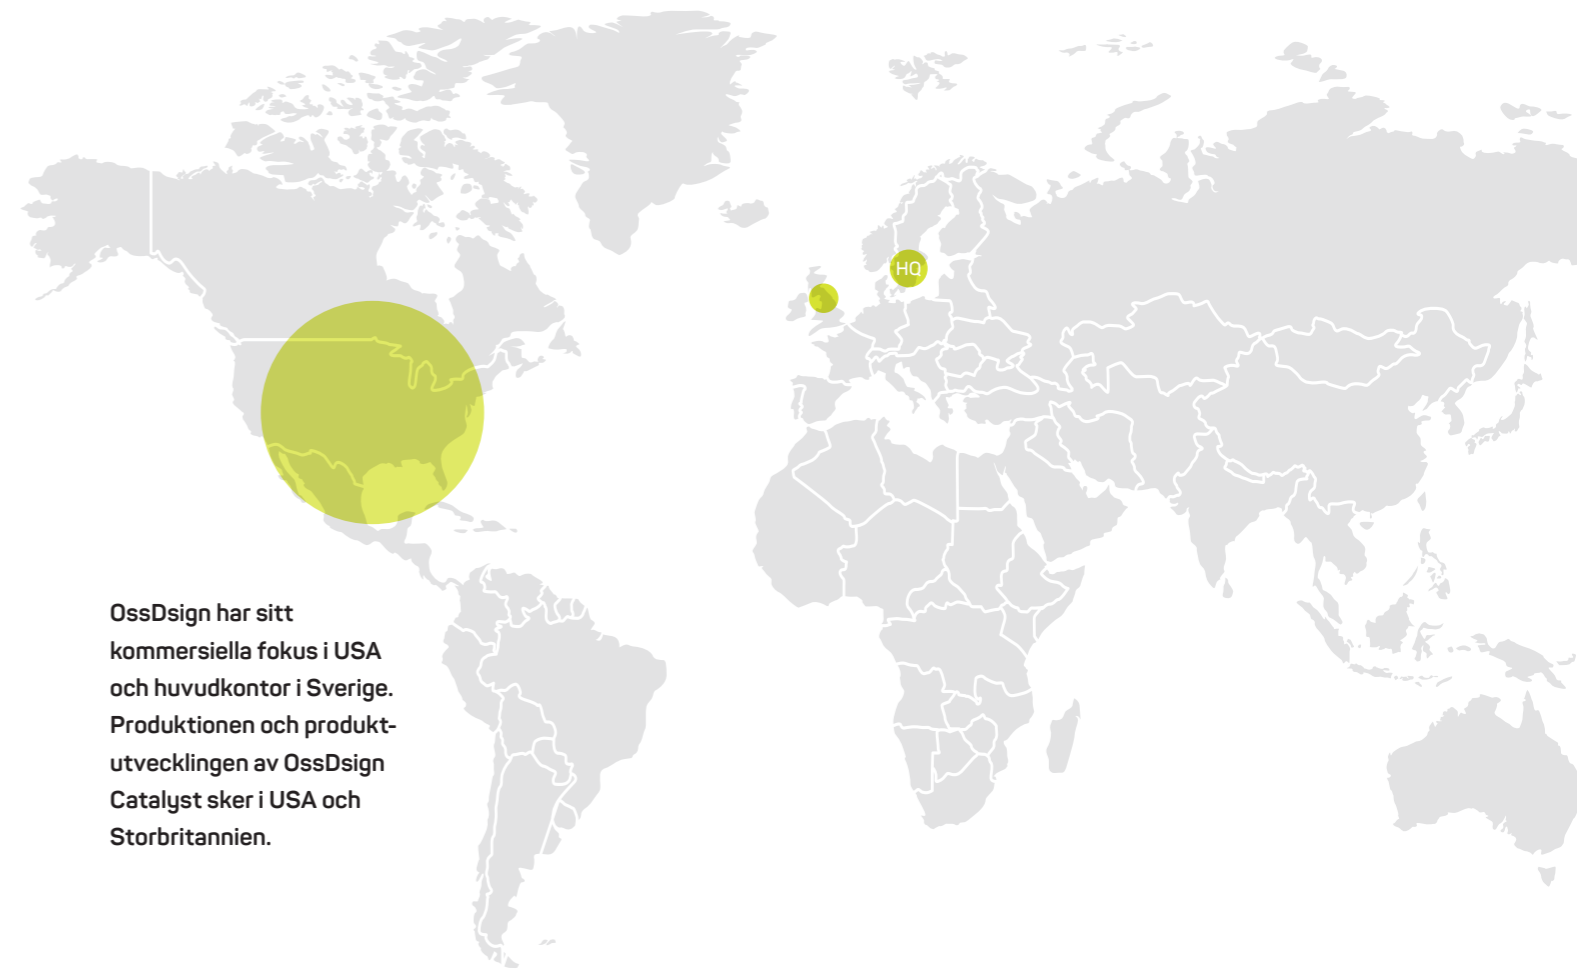 HQ
OssDsign har sitt
kommersiella fokus i USA
och huvudkontor i Sverige.
Produktionen och produkt-
utvecklingen av OssDsign
Catalyst sker i USA och
Storbritannien.